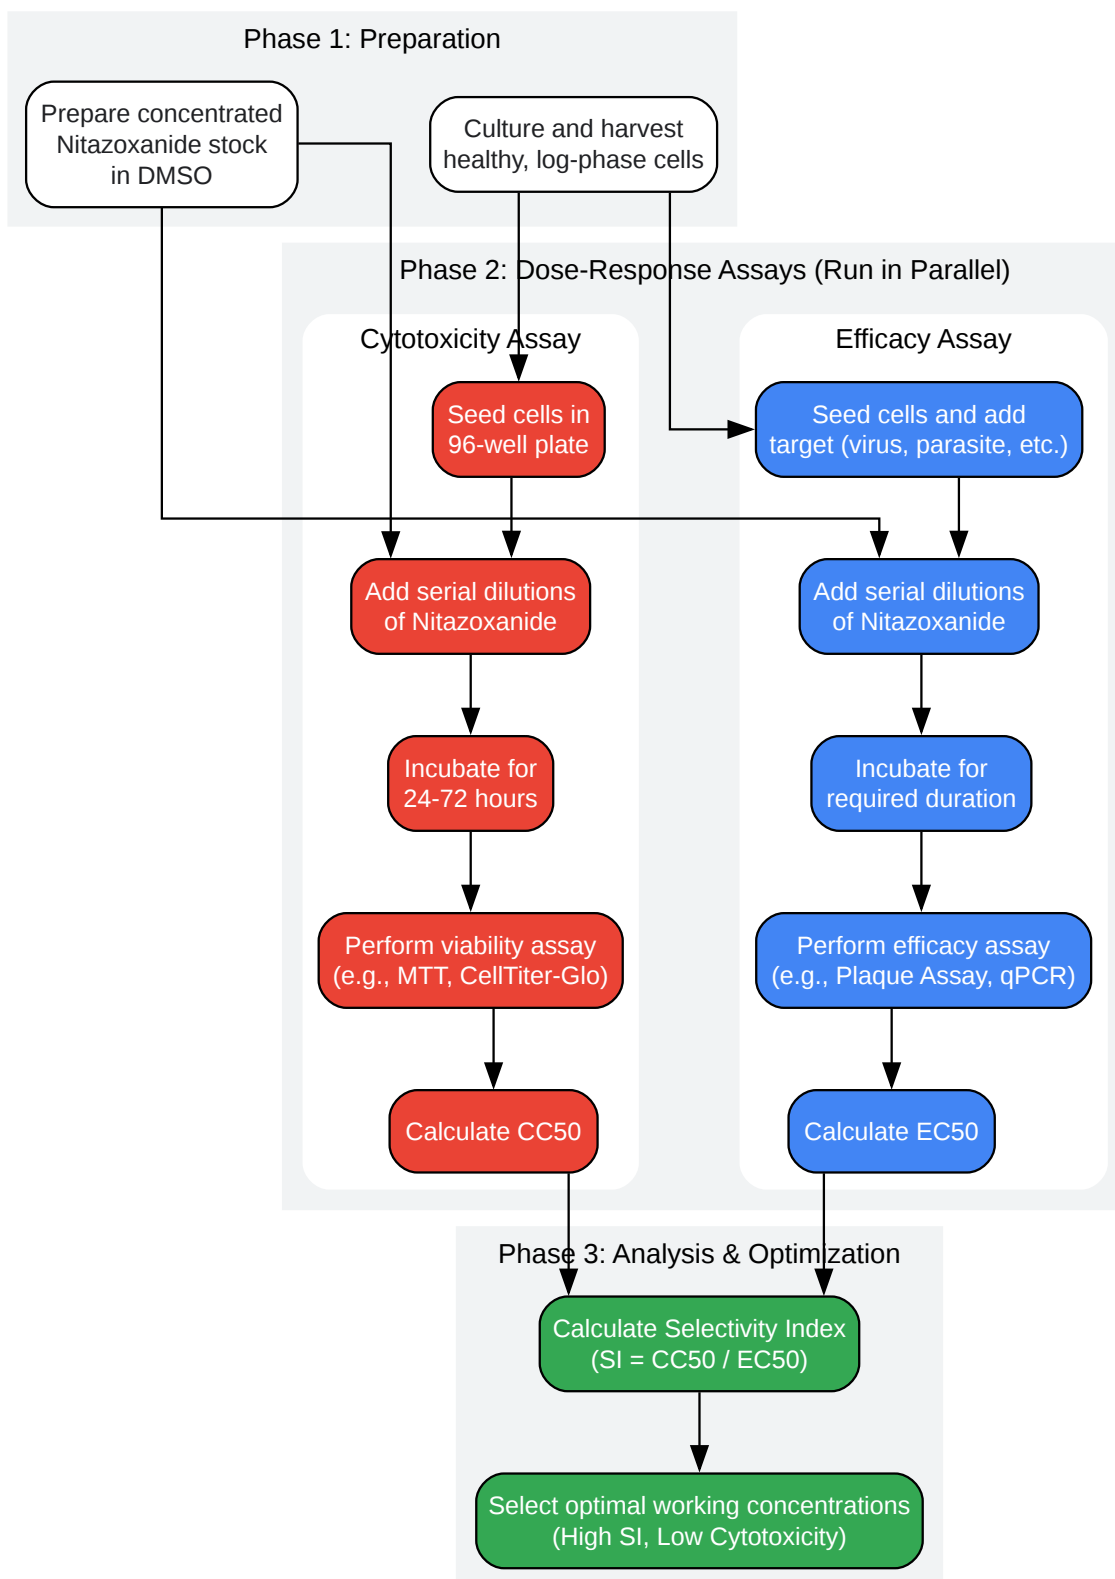 Phase 1: Preparation
Prepare concentrated
Nitazoxanide stock
in DMSO
Culture and harvest
healthy, log-phase cells
Phase 2: Dose-Response Assays (Run in Parallel)
Cytotoxicity Assay
Seed cells in
96-well plate
Add serial dilutions
of Nitazoxanide
Incubate for
24-72 hours
Perform viability assay
(e.g., MTT, CellTiter-Glo)
Calculate CC50
Efficacy Assay
Seed cells and add
target (virus, parasite, etc.)
Add serial dilutions
of Nitazoxanide
Incubate for
required duration
Perform efficacy assay
(e.g., Plaque Assay, qPCR)
Calculate EC50
Phase 3: Analysis & Optimization
Calculate Selectivity Index
(SI = CC50 / EC50)
Select optimal working concentrations
(High SI, Low Cytotoxicity)